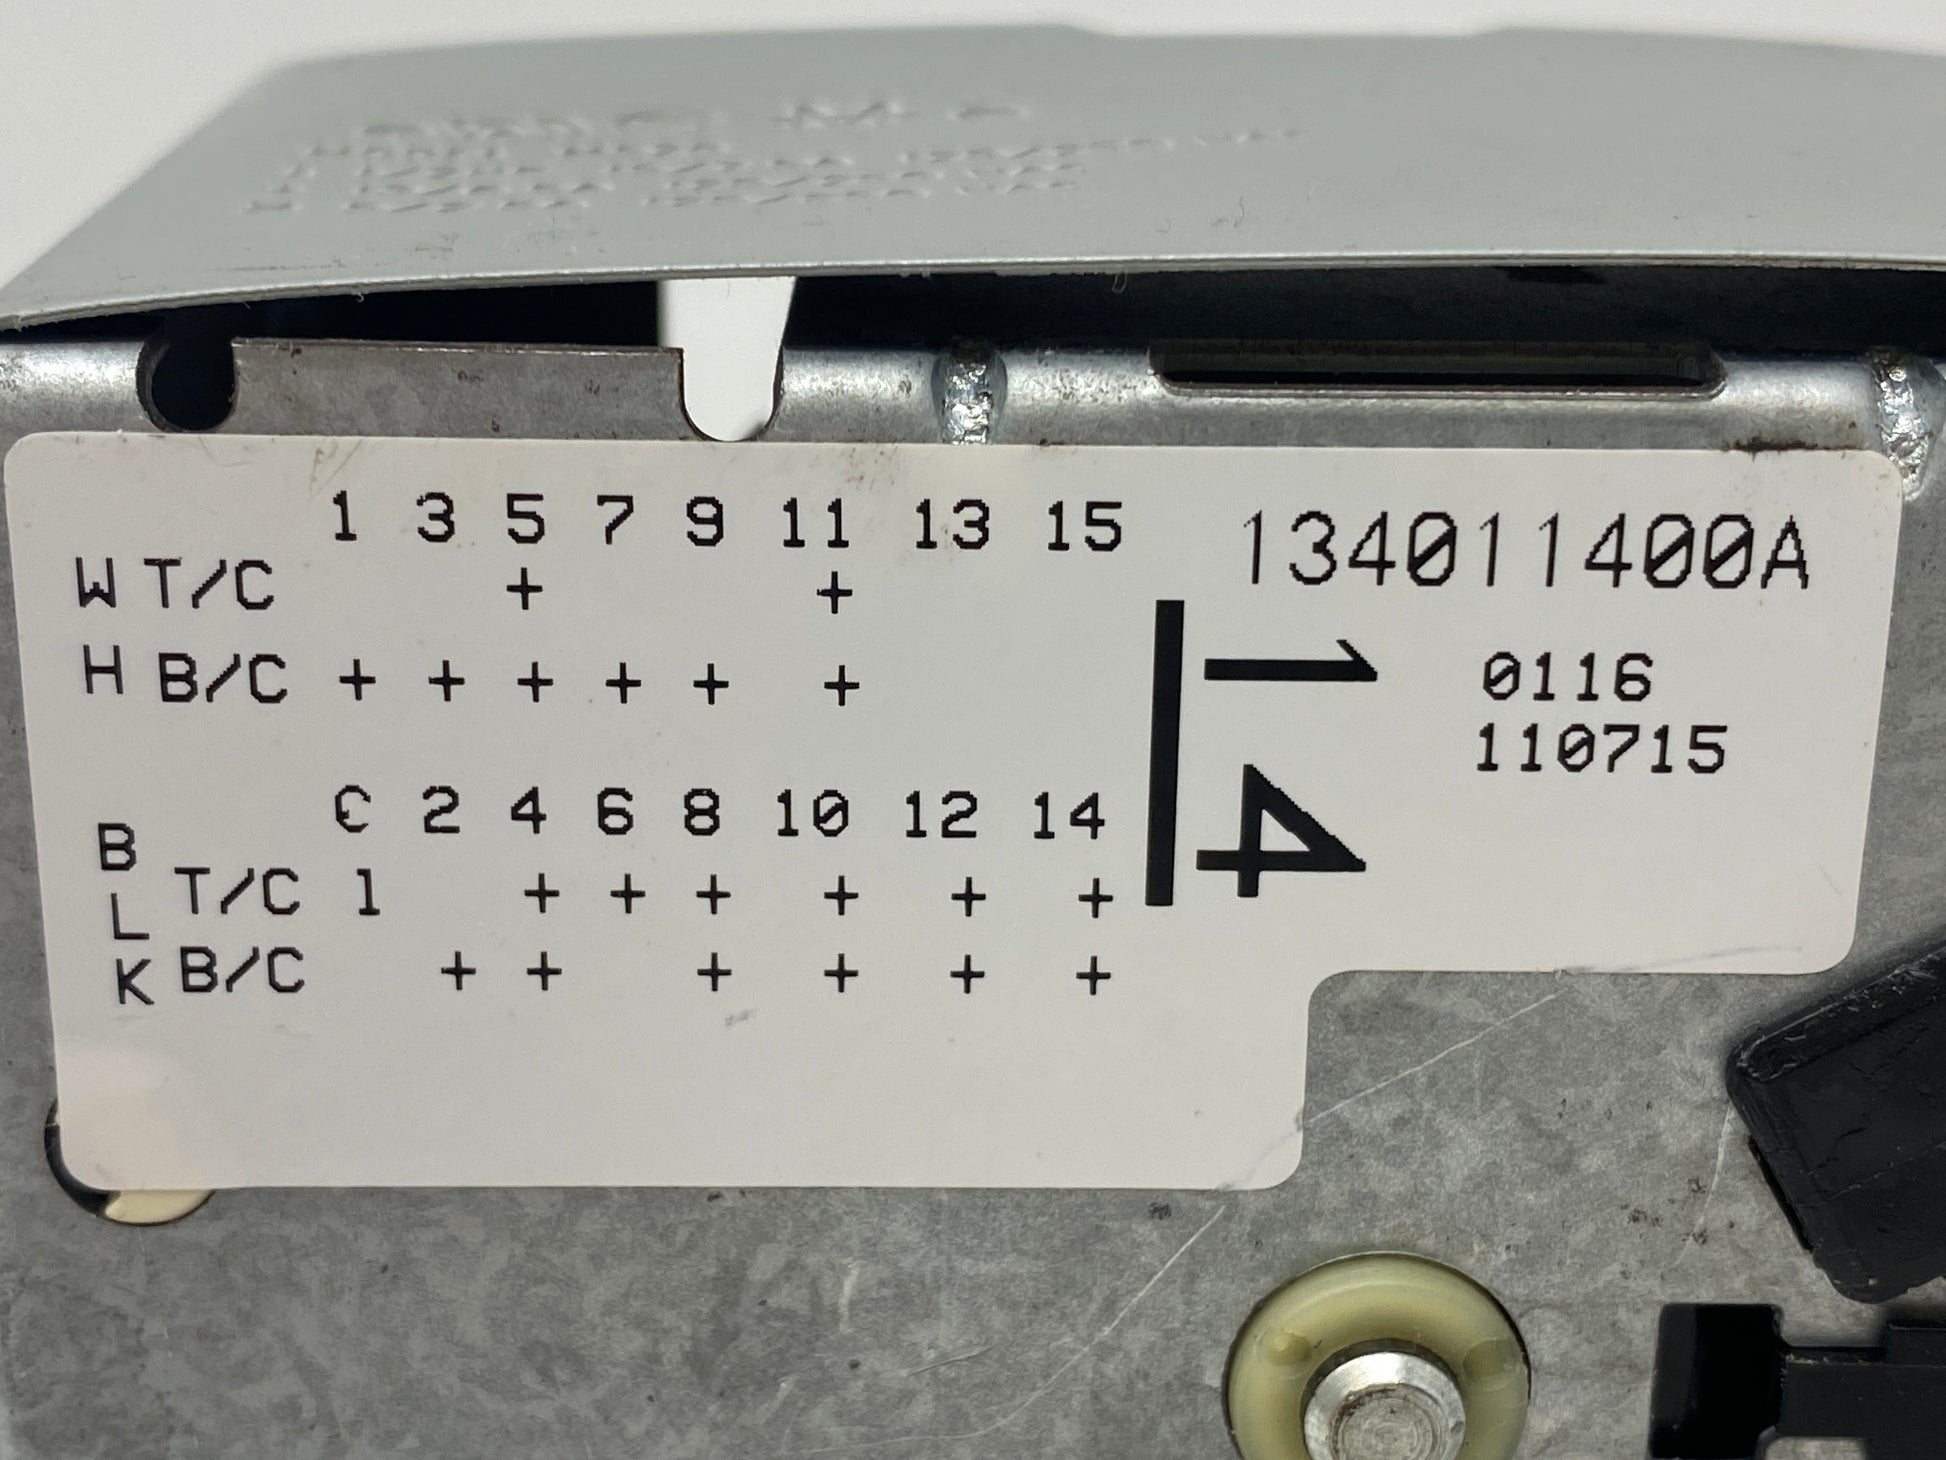 1 3 5 7 9 11 13 15
W T/C + +
H B/C + + + + + +
C 2 4 6 8 10 12 14
B
T/C 1 + + + + + +
L
B/C + + + + + +
K
134011400A
14
0116
110715